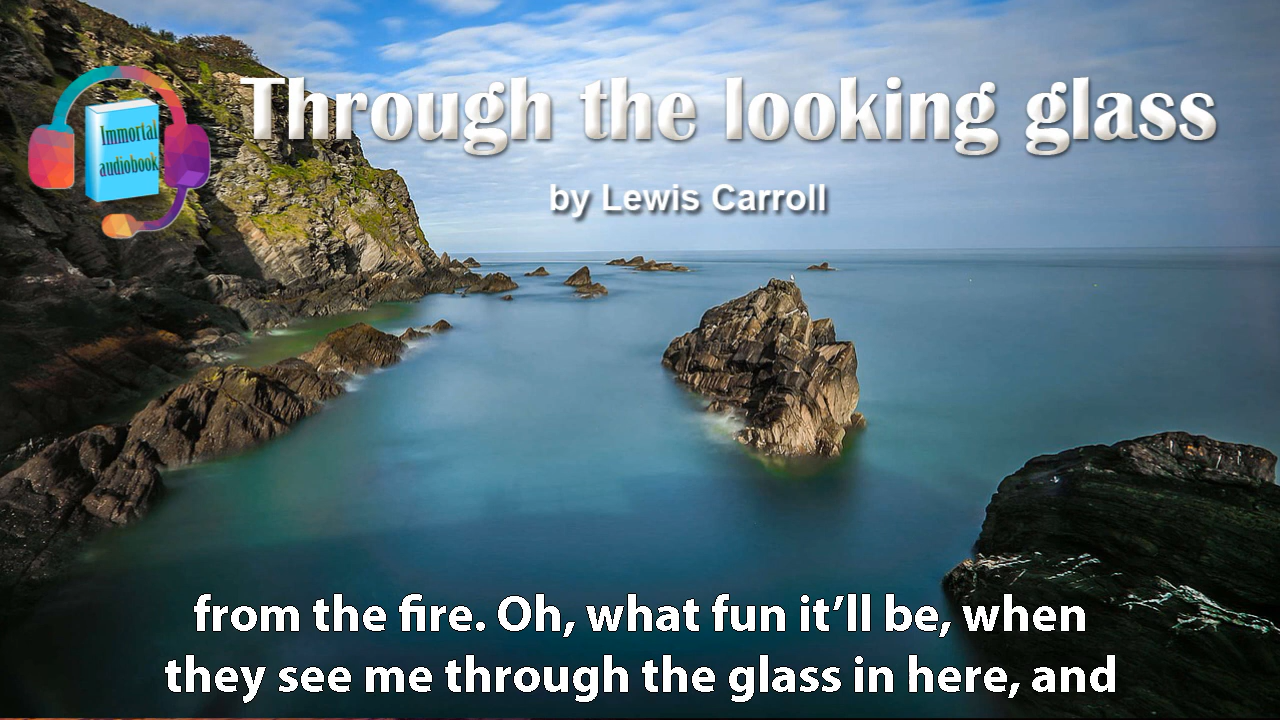 Through the looking glass
by Lewis Carroll
Immortal
audiobook
from the fire. Oh, what fun it’ll be, when
they see me through the glass in here, and